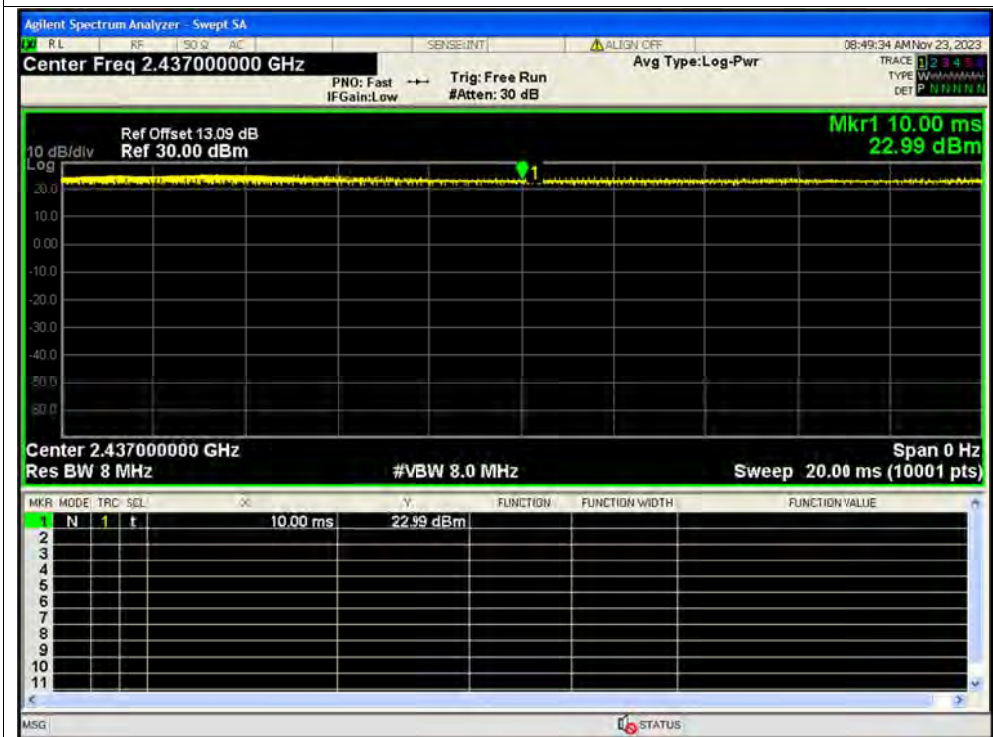 Agilent Spectrum Analyzer - Swept SA
RL RF 50 Ω AC SENSE:INT ALIGN OFF 08:49:34 AM Nov 23, 2023
Center Freq 2.437000000 GHz Avg Type:Log-Pwr TRACE 1 2 3 4 5 6
PNO: Fast Trig: Free Run TYPE W
IFGain:Low #Atten: 30 dB DET P N N N N N
Mkr1 10.00 ms
Ref Offset 13.09 dB
10 dB/div Ref 30.00 dBm 22.99 dBm
Log
1
20.0
10.0
0.00
-10.0
-20.0
-30.0
-40.0
-50.0
-60.0
Center 2.437000000 GHz Span 0 Hz
Res BW 8 MHz #VBW 8.0 MHz Sweep 20.00 ms (10001 pts)
MKR MODE TRC SCL X Y FUNCTION FUNCTION WIDTH FUNCTION VALUE
1 N 1 t 10.00 ms 22.99 dBm
2
3
4
5
6
7
8
9
10
11
MSG STATUS